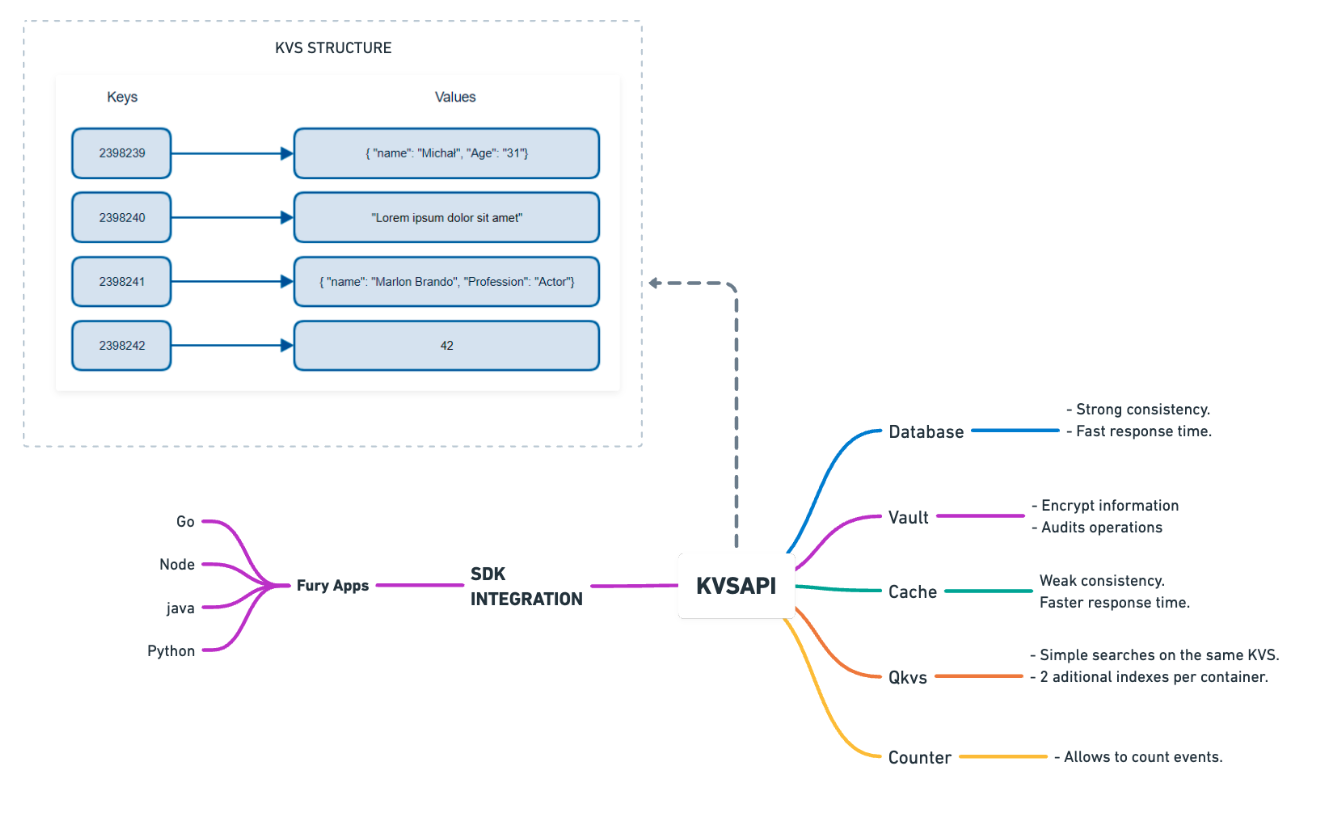 KVS STRUCTURE
Keys
Values
2398239
{ "name": "Michał", "Age": "31"}
2398240
"Lorem ipsum dolor sit amet"
2398241
{ "name": "Marlon Brando", "Profession": "Actor"}
2398242
42
Go
Node
java
Python
Fury Apps
SDK
INTEGRATION
KVSAPI
Database
- Strong consistency.
- Fast response time.
Vault
- Encrypt information
- Audits operations
Cache
Weak consistency.
Faster response time.
Qkvs
- Simple searches on the same KVS.
- 2 aditional indexes per container.
Counter
- Allows to count events.